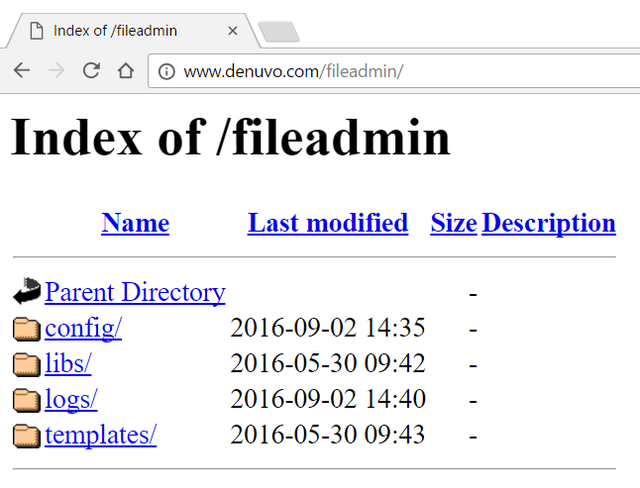 Index of /fileadmin
www.denuvo.com/fileadmin/
Index of /fileadmin
Name Last modified Size Description
Parent Directory -
config/ 2016-09-02 14:35 -
libs/ 2016-05-30 09:42 -
logs/ 2016-09-02 14:40 -
templates/ 2016-05-30 09:43 -